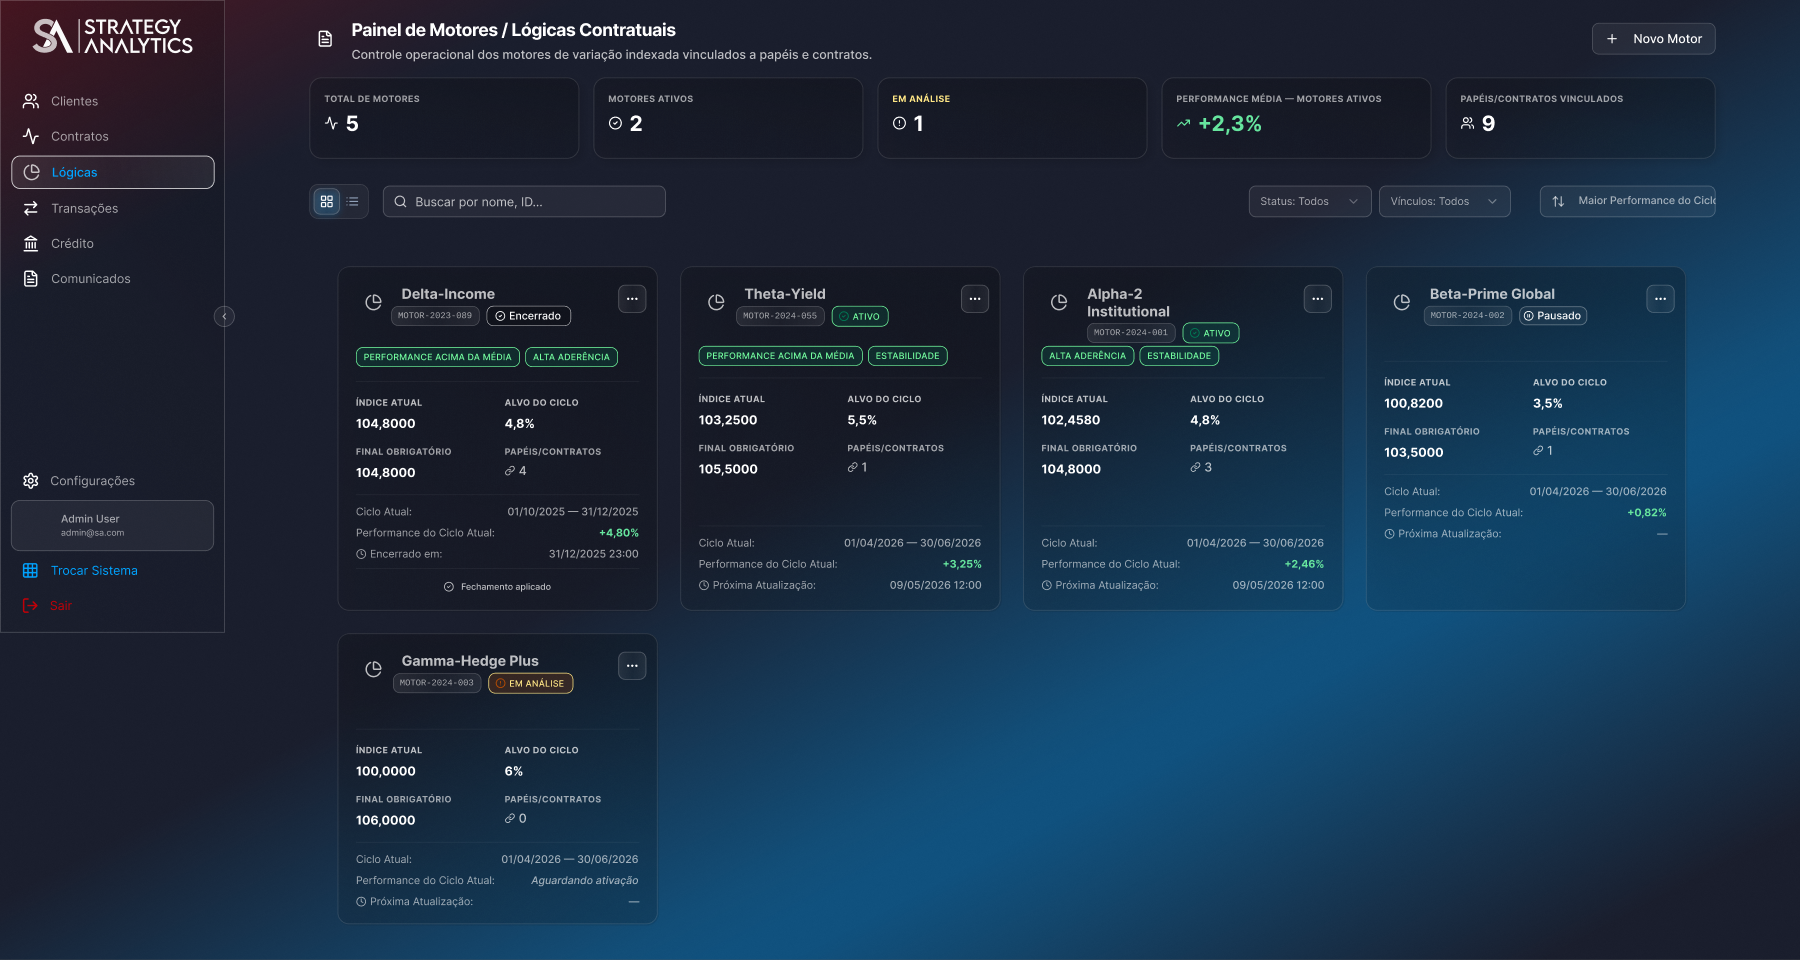 STRATEGY
ANALYTICS
Clientes
Contratos
Lógicas
Transações
Crédito
Comunicados
Configurações
Admin User
admin@sa.com
Trocar Sistema
Sair
Painel de Motores / Lógicas Contratuais
Controle operacional dos motores de variação indexada vinculados a papéis e contratos.
Novo Motor
TOTAL DE MOTORES
5
MOTORES ATIVOS
2
EM ANÁLISE
1
PERFORMANCE MÉDIA — MOTORES ATIVOS
+2,3%
PAPÉIS/CONTRATOS VINCULADOS
9
Buscar por nome, ID...
Status: Todos
Vínculos: Todos
Maior Performance do Ciclo
Delta-Income
MOTOR-2023-089 Encerrado
PERFORMANCE ACIMA DA MÉDIA ALTA ADERÊNCIA
ÍNDICE ATUAL ALVO DO CICLO
104,8000 4,8%
FINAL OBRIGATÓRIO PAPÉIS/CONTRATOS
104,8000 4
Ciclo Atual: 01/10/2025 — 31/12/2025
Performance do Ciclo Atual: +4,80%
Encerrado em: 31/12/2025 23:00
Fechamento aplicado
Theta-Yield
MOTOR-2024-055 ATIVO
PERFORMANCE ACIMA DA MÉDIA ESTABILIDADE
ÍNDICE ATUAL ALVO DO CICLO
103,2500 5,5%
FINAL OBRIGATÓRIO PAPÉIS/CONTRATOS
105,5000 1
Ciclo Atual: 01/04/2026 — 30/06/2026
Performance do Ciclo Atual: +3,25%
Próxima Atualização: 09/05/2026 12:00
Alpha-2
Institutional
MOTOR-2024-001 ATIVO
ALTA ADERÊNCIA ESTABILIDADE
ÍNDICE ATUAL ALVO DO CICLO
102,4580 4,8%
FINAL OBRIGATÓRIO PAPÉIS/CONTRATOS
104,8000 3
Ciclo Atual: 01/04/2026 — 30/06/2026
Performance do Ciclo Atual: +2,46%
Próxima Atualização: 09/05/2026 12:00
Beta-Prime Global
MOTOR-2024-002 Pausado
ÍNDICE ATUAL ALVO DO CICLO
100,8200 3,5%
FINAL OBRIGATÓRIO PAPÉIS/CONTRATOS
103,5000 1
Ciclo Atual: 01/04/2026 — 30/06/2026
Performance do Ciclo Atual: +0,82%
Próxima Atualização: —
Gamma-Hedge Plus
MOTOR-2024-003 EM ANÁLISE
ÍNDICE ATUAL ALVO DO CICLO
100,0000 6%
FINAL OBRIGATÓRIO PAPÉIS/CONTRATOS
106,0000 0
Ciclo Atual: 01/04/2026 — 30/06/2026
Performance do Ciclo Atual: Aguardando ativação
Próxima Atualização: —